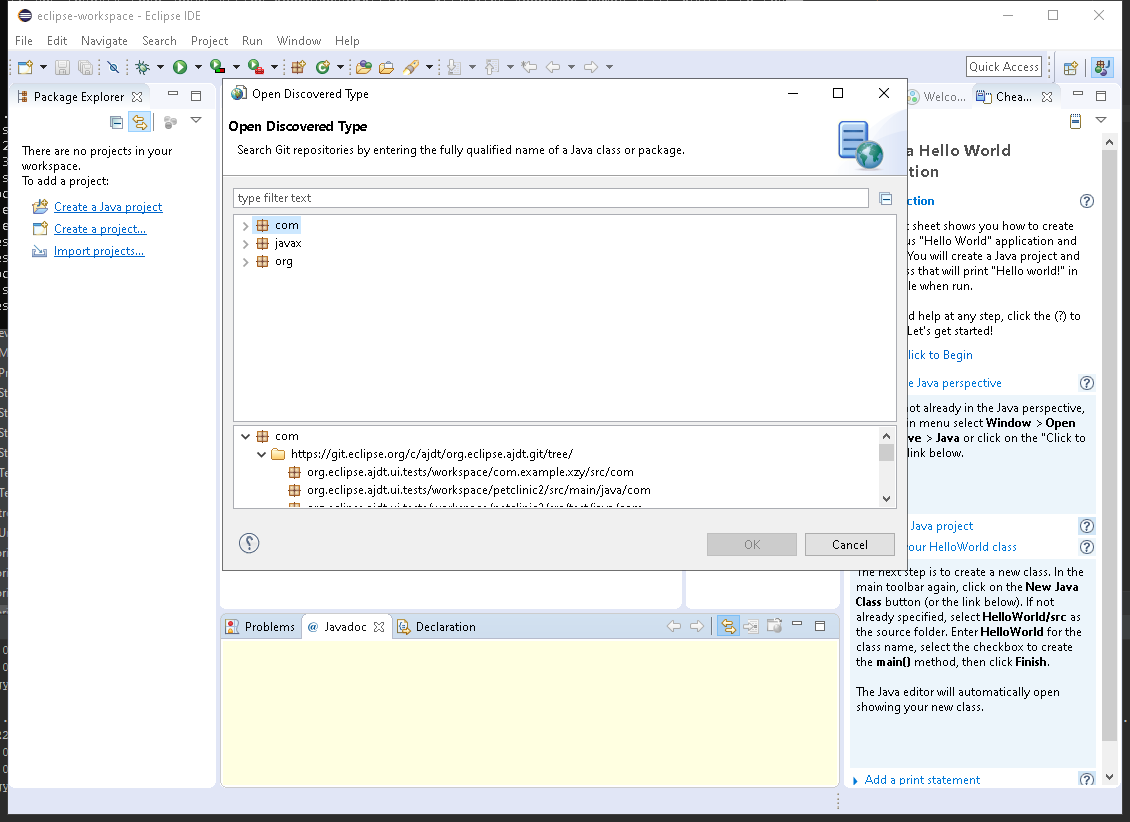 eclipse-workspace - Eclipse IDE
File Edit Navigate Search Project Run Window Help
Quick Access
Package Explorer
There are no projects in your
workspace.
To add a project:
Create a Java project
Create a project...
Import projects...
Open Discovered Type
Open Discovered Type
Search Git repositories by entering the fully qualified name of a Java class or package.
type filter text
com
javax
org
com
https://git.eclipse.org/c/ajdt/org.eclipse.ajdt.git/tree/
org.eclipse.ajdt.ui.tests/workspace/com.example.xzy/src/com
org.eclipse.ajdt.ui.tests/workspace/petclinic2/src/main/java/com
OK Cancel
Welco... Chea...
a Hello World
tion
ction
sheet shows you how to create
us "Hello World" application and
You will create a Java project and
ss that will print "Hello world!" in
le when run.
d help at any step, click the (?) to
Let's get started!
lick to Begin
e Java perspective
not already in the Java perspective,
in menu select Window > Open
ve > Java or click on the "Click to
link below.
Java project
our HelloWorld class
The next step is to create a new class. In the
main toolbar again, click on the New Java
Class button (or the link below). If not
already specified, select HelloWorld/src as
the source folder. Enter HelloWorld for the
class name, select the checkbox to create
the main() method, then click Finish.
The Java editor will automatically open
showing your new class.
Add a print statement
Problems @ Javadoc Declaration